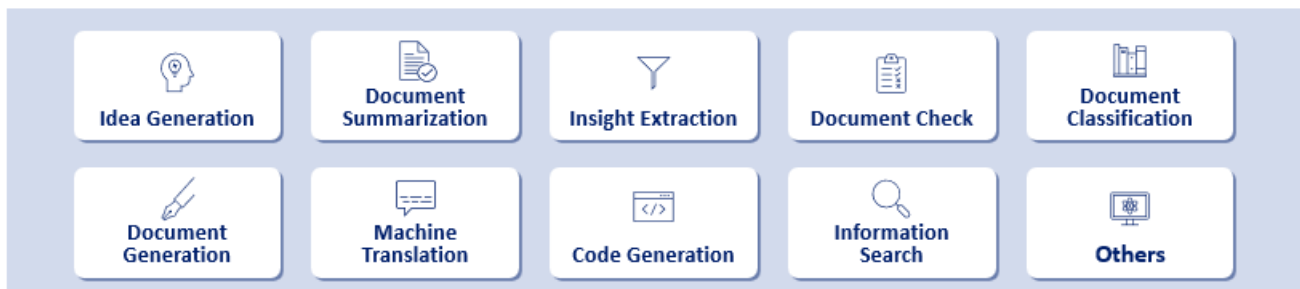 Idea Generation
Document
Summarization
Insight Extraction
Document Check
Document
Classification
Document
Generation
Machine
Translation
Code Generation
Information
Search
Others